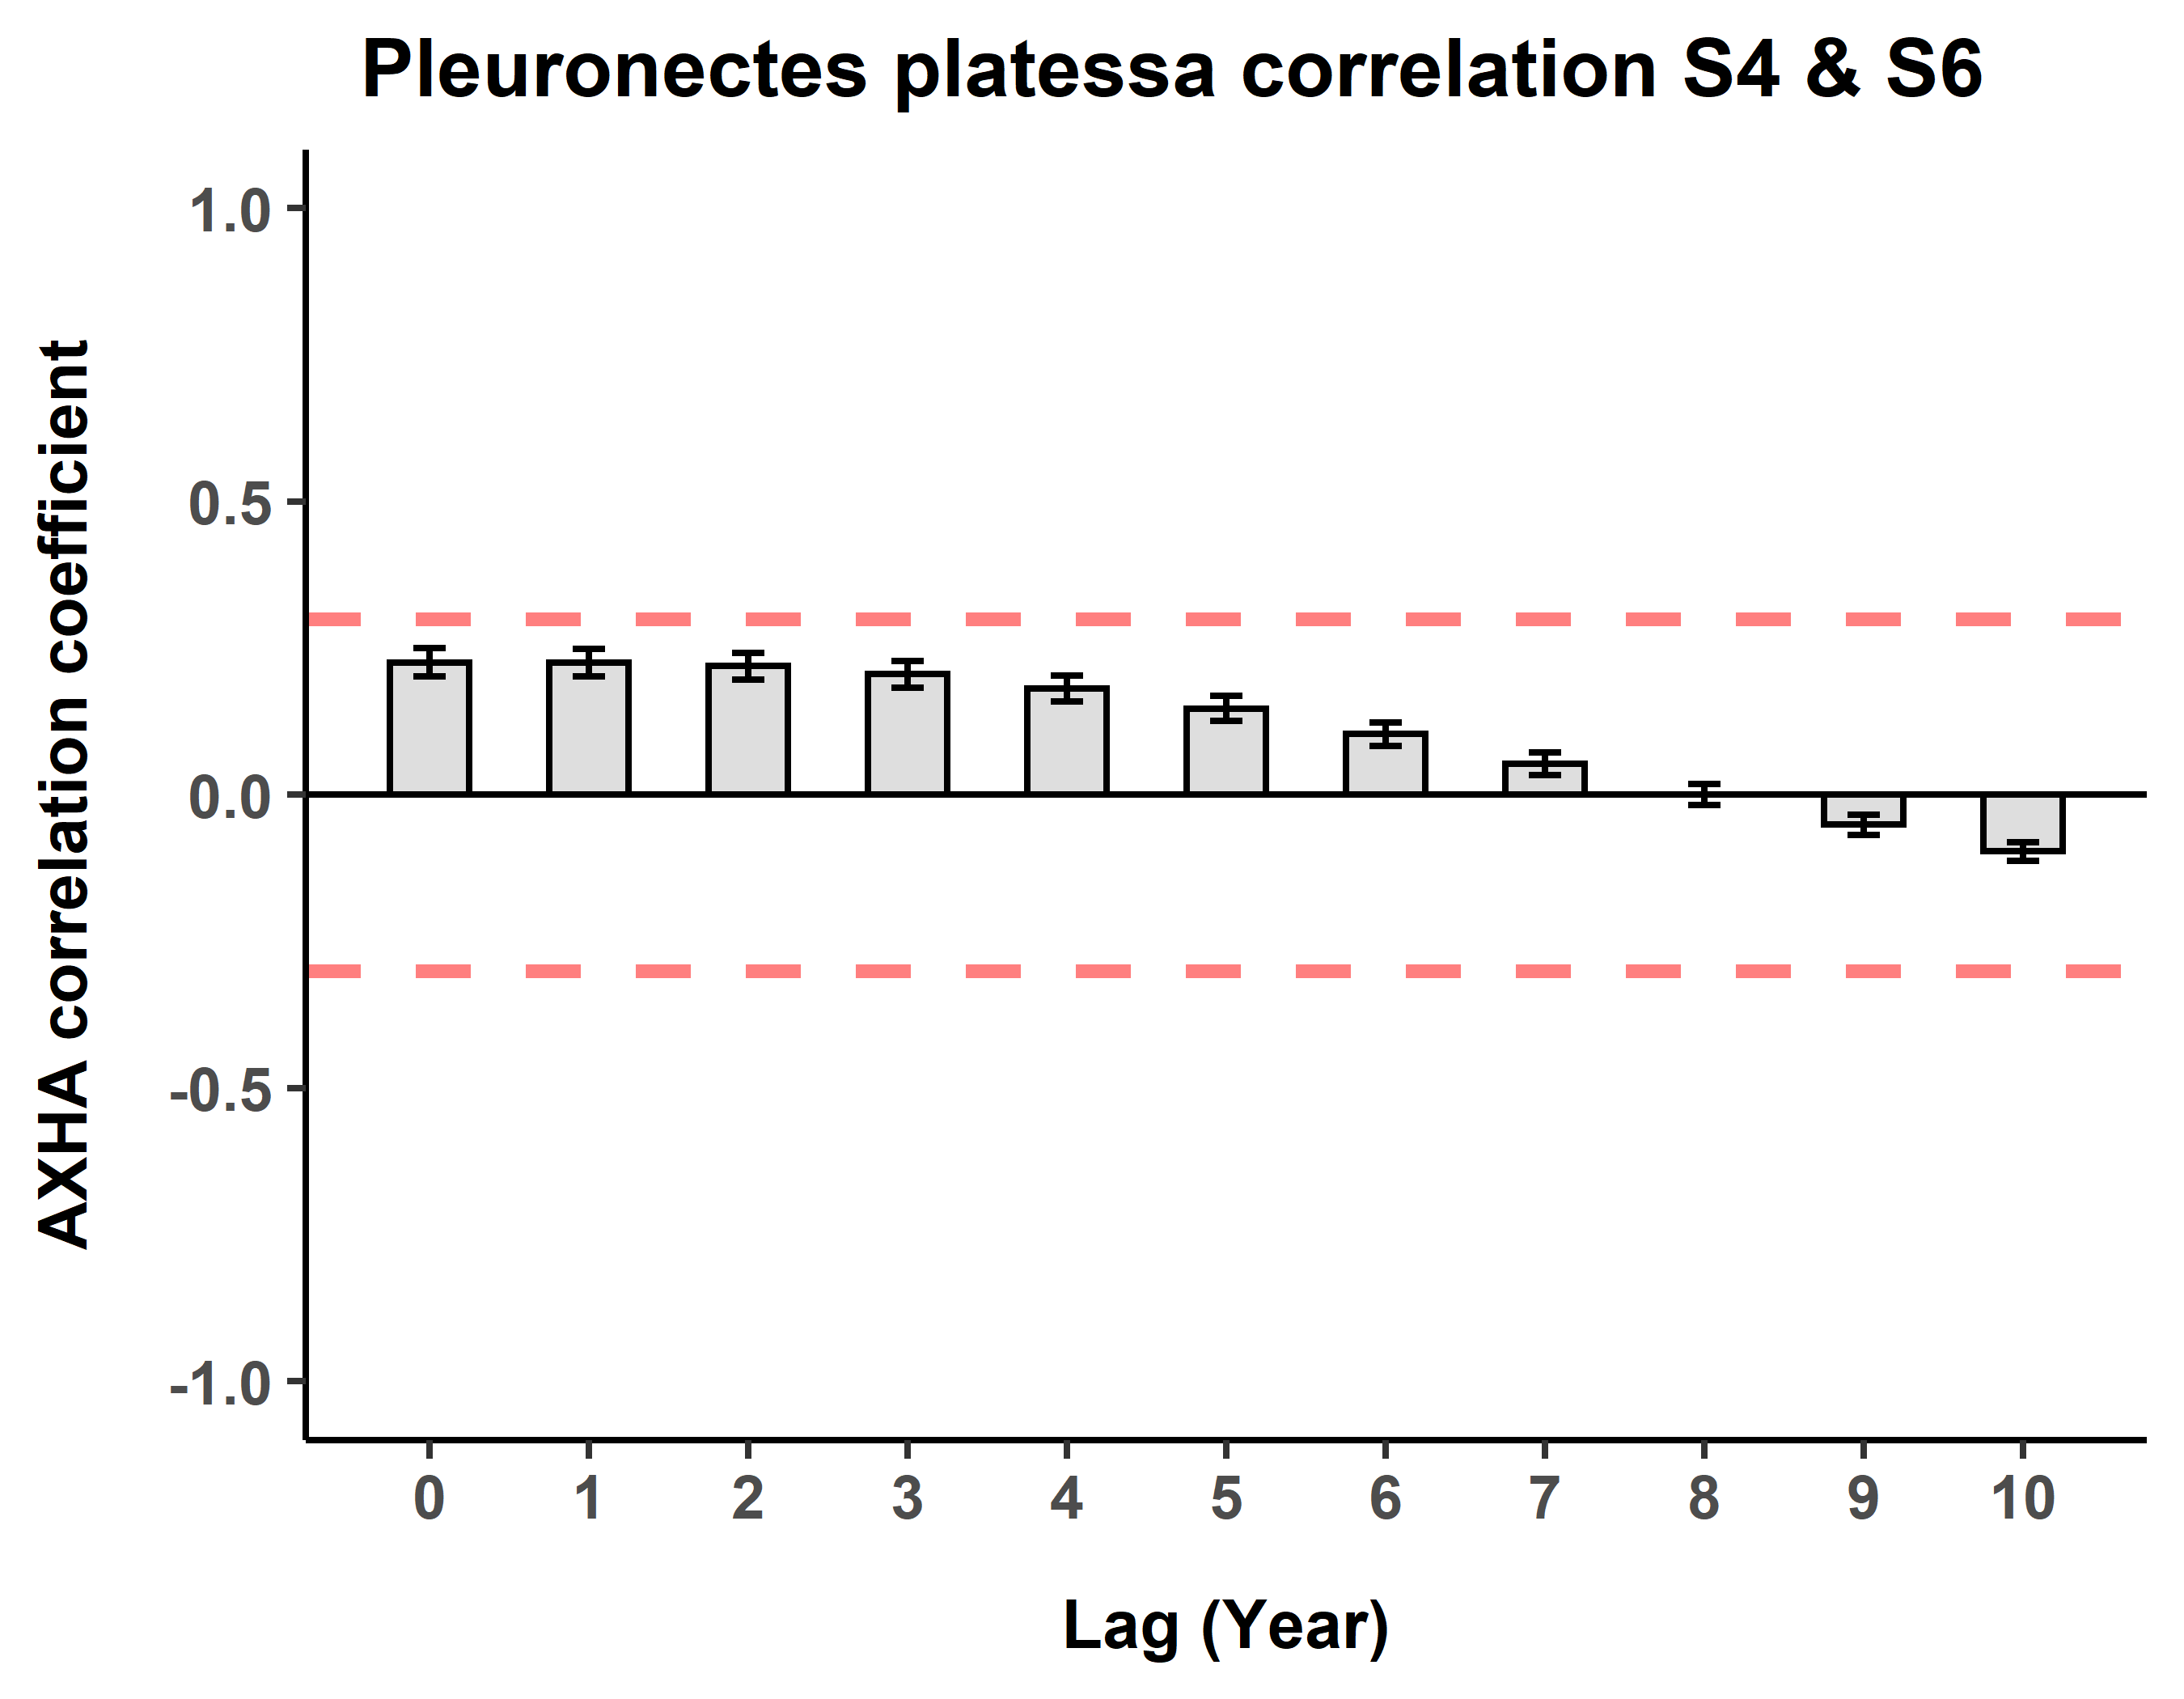 Pleuronectes platessa correlation S4 & S6
AXHA correlation coefficient
1.0
0.5
0.0
-0.5
-1.0
0 1 2 3 4 5 6 7 8 9 10
Lag (Year)